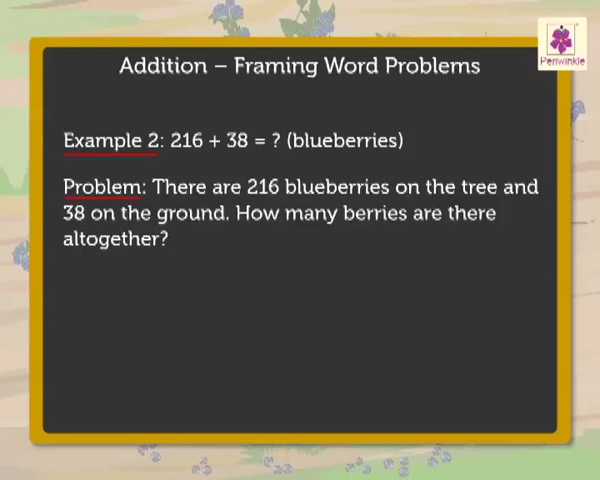 Periwinkle
Addition – Framing Word Problems
Example 2: 216 + 38 = ? (blueberries)
Problem: There are 216 blueberries on the tree and
38 on the ground. How many berries are there
altogether?